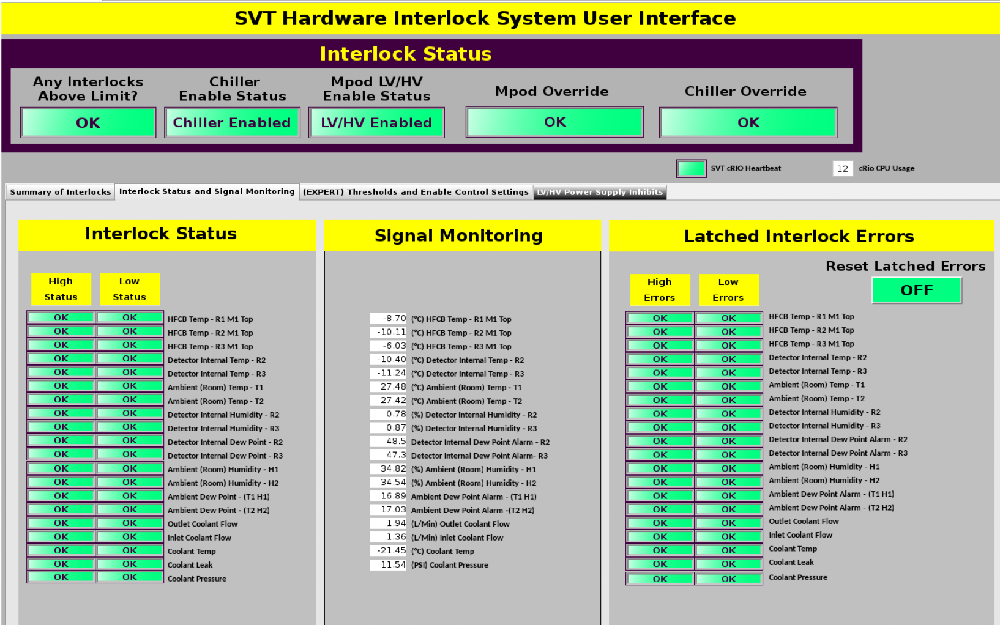 SVT Hardware Interlock System User Interface
Interlock Status
Any Interlocks
Above Limit?
OK
Chiller
Enable Status
Chiller Enabled
Mpod LV/HV
Enable Status
LV/HV Enabled
Mpod Override
OK
Chiller Override
OK
SVT cRIO Heartbeat
12 cRio CPU Usage
Summary of Interlocks
Interlock Status and Signal Monitoring
(EXPERT) Thresholds and Enable Control Settings
LV/HV Power Supply Inhibits
Interlock Status
High
Status
Low
Status
OK OK HFCB Temp - R1 M1 Top
OK OK HFCB Temp - R2 M1 Top
OK OK HFCB Temp - R3 M1 Top
OK OK Detector Internal Temp - R2
OK OK Detector Internal Temp - R3
OK OK Ambient (Room) Temp - T1
OK OK Ambient (Room) Temp - T2
OK OK Detector Internal Humidity - R2
OK OK Detector Internal Humidity - R3
OK OK Detector Internal Dew Point - R2
OK OK Detector Internal Dew Point - R3
OK OK Ambient (Room) Humidity - H1
OK OK Ambient (Room) Humidity - H2
OK OK Ambient Dew Point - (T1 H1)
OK OK Ambient Dew Point - (T2 H2)
OK OK Outlet Coolant Flow
OK OK Inlet Coolant Flow
OK OK Coolant Temp
OK OK Coolant Leak
OK OK Coolant Pressure
Signal Monitoring
-8.70 (°C) HFCB Temp - R1 M1 Top
-10.11 (°C) HFCB Temp - R2 M1 Top
-6.03 (°C) HFCB Temp - R3 M1 Top
-10.40 (°C) Detector Internal Temp - R2
-11.24 (°C) Detector Internal Temp - R3
27.48 (°C) Ambient (Room) Temp - T1
27.42 (°C) Ambient (Room) Temp - T2
0.78 (%) Detector Internal Humidity - R2
0.87 (%) Detector Internal Humidity - R3
48.5 Detector Internal Dew Point Alarm - R2
47.3 Detector Internal Dew Point Alarm- R3
34.82 (%) Ambient (Room) Humidity - H1
34.54 (%) Ambient (Room) Humidity - H2
16.89 Ambient Dew Point Alarm -(T1 H1)
17.03 Ambient Dew Point Alarm -(T2 H2)
1.94 (L/Min) Outlet Coolant Flow
1.36 (L/Min) Inlet Coolant Flow
-21.45 (°C) Coolant Temp
11.54 (PSI) Coolant Pressure
Latched Interlock Errors
Reset Latched Errors
OFF
High
Errors
Low
Errors
OK OK HFCB Temp - R1 M1 Top
OK OK HFCB Temp - R2 M1 Top
OK OK HFCB Temp - R3 M1 Top
OK OK Detector Internal Temp - R2
OK OK Detector Internal Temp - R3
OK OK Ambient (Room) Temp - T1
OK OK Ambient (Room) Temp - T2
OK OK Detector Internal Humidity - R2
OK OK Detector Internal Humidity - R3
OK OK Detector Internal Dew Point Alarm - R2
OK OK Detector Internal Dew Point Alarm - R3
OK OK Ambient (Room) Humidity - H1
OK OK Ambient (Room) Humidity - H2
OK OK Ambient Dew Point Alarm - (T1 H1)
OK OK Ambient Dew Point Alarm - (T2 H2)
OK OK Outlet Coolant Flow
OK OK Inlet Coolant Flow
OK OK Coolant Temp
OK OK Coolant Leak
OK OK Coolant Pressure